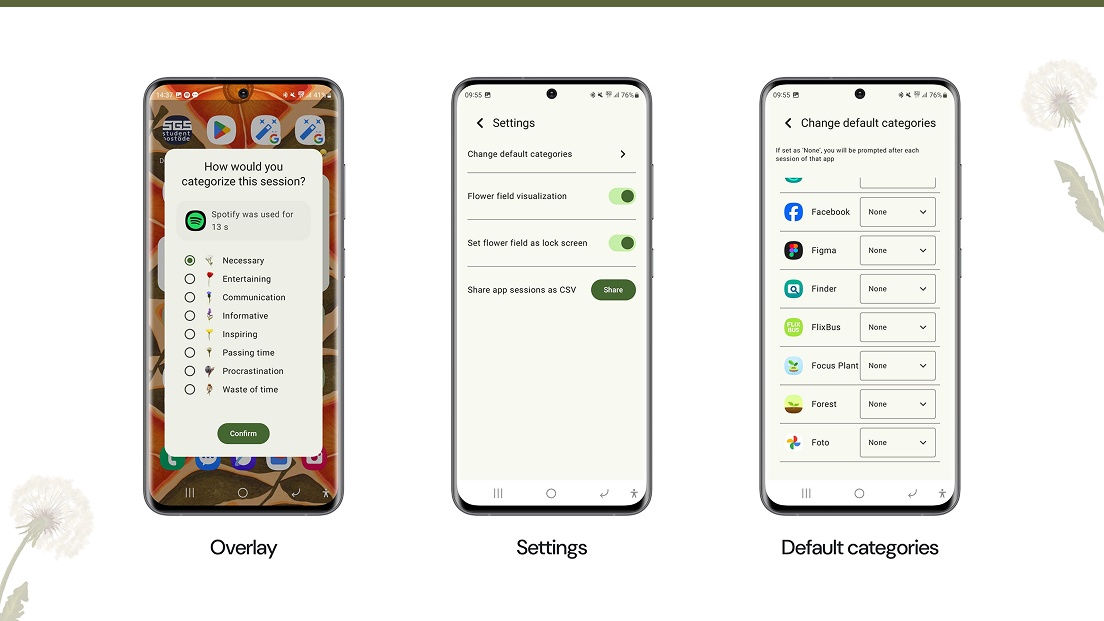 14:37
41%
SGS
student
postcode
How would you
categorize this session?
Spotify was used for
13 s
Necessary
Entertaining
Communication
Informative
Inspiring
Passing time
Procrastination
Waste of time
Confirm
Overlay
09:55
76%
Settings
Change default categories
Flower field visualization
Set flower field as lock screen
Share app sessions as CSV
Share
Settings
09:55
76%
Change default categories
If set as 'None', you will be prompted after each
session of that app
Facebook None
Figma None
Finder None
FLIX
BUS
FlixBus None
Focus Plant None
Forest None
Foto None
Default categories